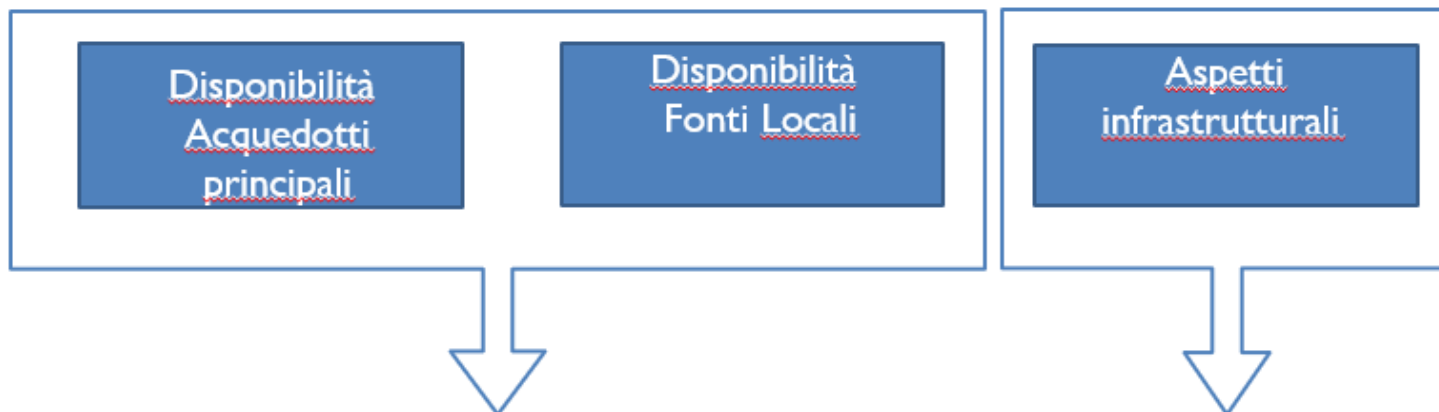 Disponibilità
Acquedotti
principali
Disponibilità
Fonti Locali
Aspetti
infrastrutturali